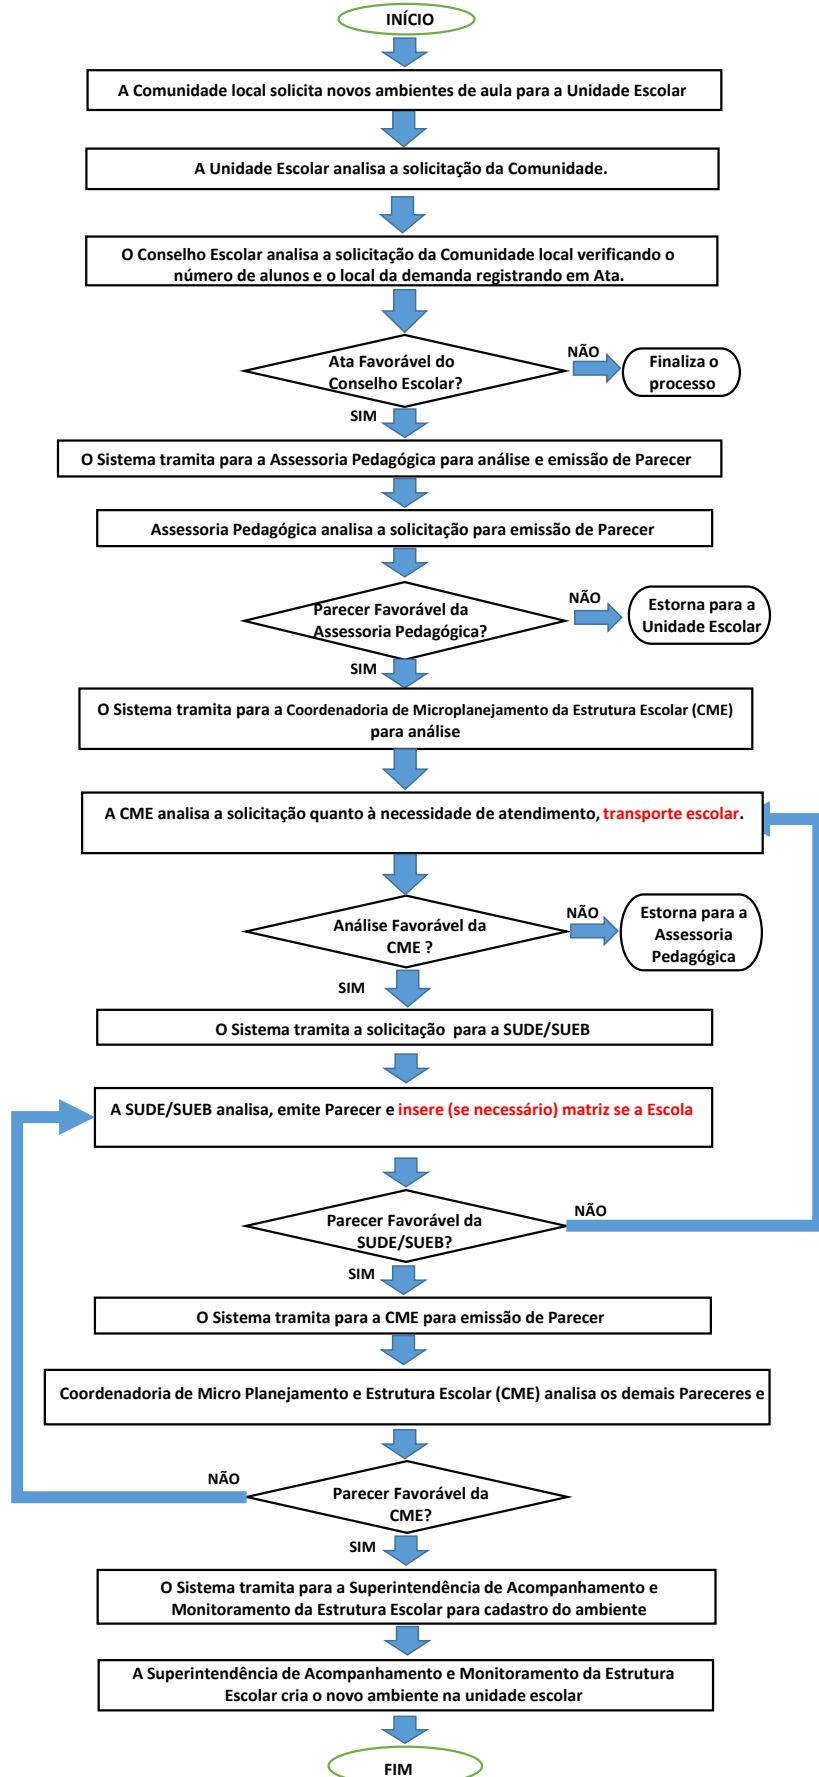 INÍCIO
A Comunidade local solicita novos ambientes de aula para a Unidade Escolar
A Unidade Escolar analisa a solicitação da Comunidade.
O Conselho Escolar analisa a solicitação da Comunidade local verificando o
número de alunos e o local da demanda registrando em Ata.
Ata Favorável do
Conselho Escolar?
NÃO
Finaliza o
processo
SIM
O Sistema tramita para a Assessoria Pedagógica para análise e emissão de Parecer
Assessoria Pedagógica analisa a solicitação para emissão de Parecer
Parecer Favorável da
Assessoria Pedagógica?
NÃO
Estorna para a
Unidade Escolar
SIM
O Sistema tramita para a Coordenadoria de Microplanejamento da Estrutura Escolar (CME)
para análise
A CME analisa a solicitação quanto à necessidade de atendimento, transporte escolar.
Análise Favorável da
CME ?
NÃO
Estorna para a
Assessoria
Pedagógica
SIM
O Sistema tramita a solicitação para a SUDE/SUEB
A SUDE/SUEB analisa, emite Parecer e insere (se necessário) matriz se a Escola
Parecer Favorável da
SUDE/SUEB?
NÃO
SIM
O Sistema tramita para a CME para emissão de Parecer
Coordenadoria de Micro Planejamento e Estrutura Escolar (CME) analisa os demais Pareceres e
NÃO
Parecer Favorável da
CME?
SIM
O Sistema tramita para a Superintendência de Acompanhamento e
Monitoramento da Estrutura Escolar para cadastro do ambiente
A Superintendência de Acompanhamento e Monitoramento da Estrutura
Escolar cria o novo ambiente na unidade escolar
FIM